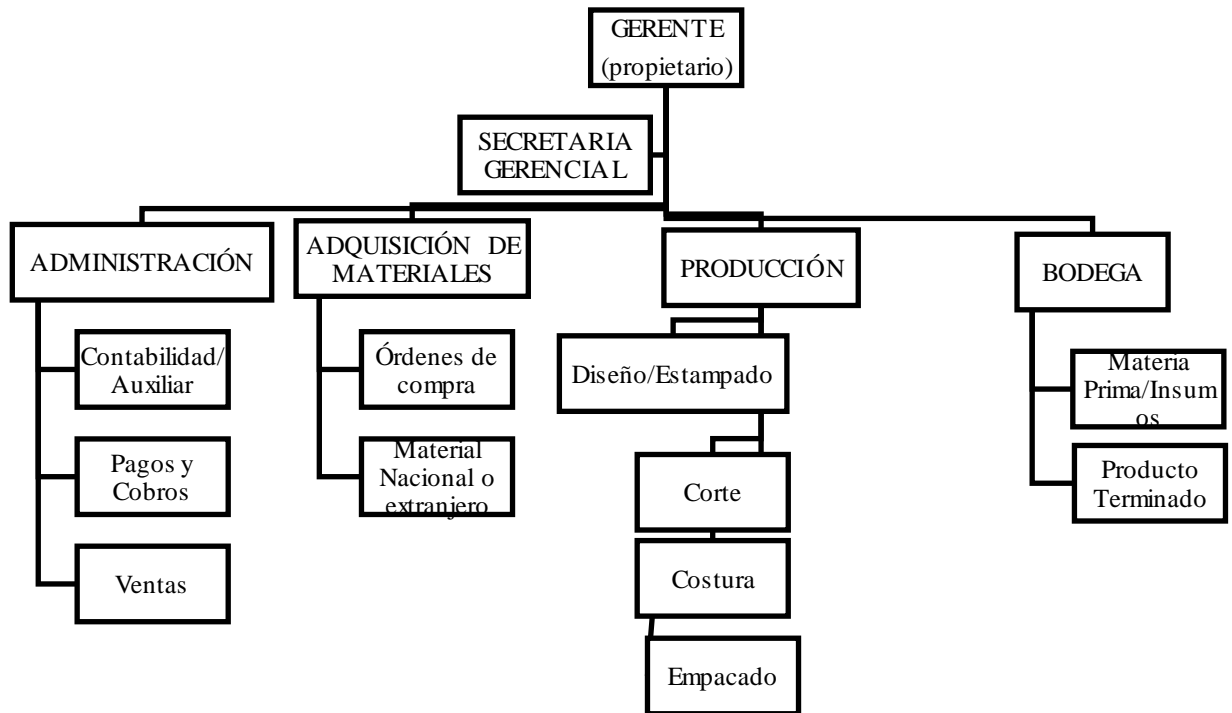 GERENTE
(propietario)
SECRETARIA
GERENCIAL
ADMINISTRACIÓN
ADQUISICIÓN DE
MATERIALES
PRODUCCIÓN
BODEGA
Contabilidad/
Auxiliar
Pagos y
Cobros
Ventas
Órdenes de
compra
Material
Nacional o
extranjero
Diseño/Estampado
Corte
Costura
Empacado
Materia
Prima/Insum
os
Producto
Terminado